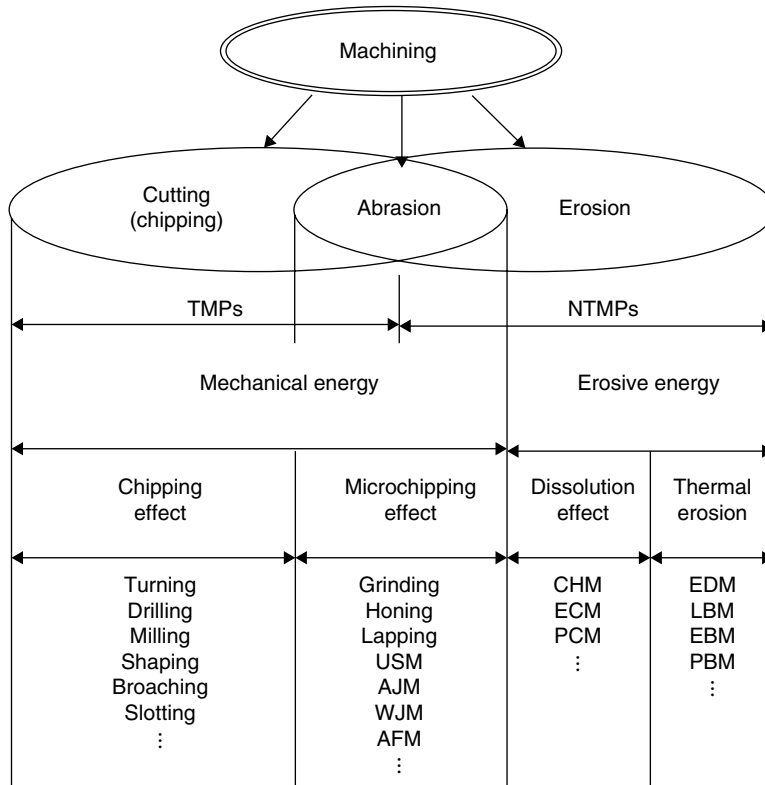 Machining
Cutting
(chipping)
Abrasion
Erosion
TMPs
NTMPs
Mechanical energy
Erosive energy
Chipping
effect
Microchipping
effect
Dissolution
effect
Thermal
erosion
Turning
Drilling
Milling
Shaping
Broaching
Slotting
⋮
Grinding
Honing
Lapping
USM
AJM
WJM
AFM
⋮
CHM
ECM
PCM
⋮
EDM
LBM
EBM
PBM
⋮